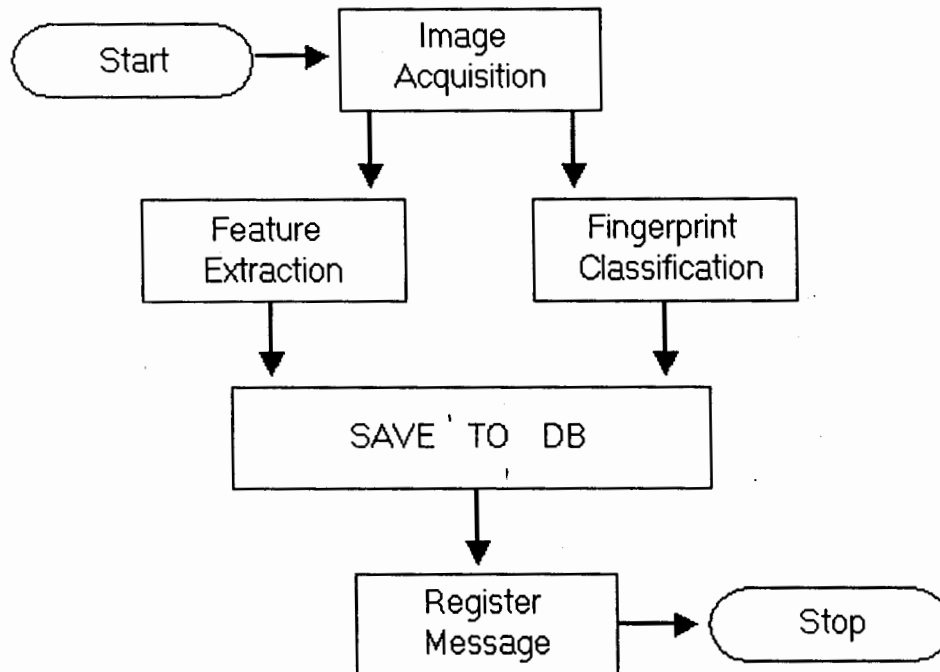 Start
Image
Acquisition
Feature
Extraction
Fingerprint
Classification
SAVE TO DB
Register
Message
Stop